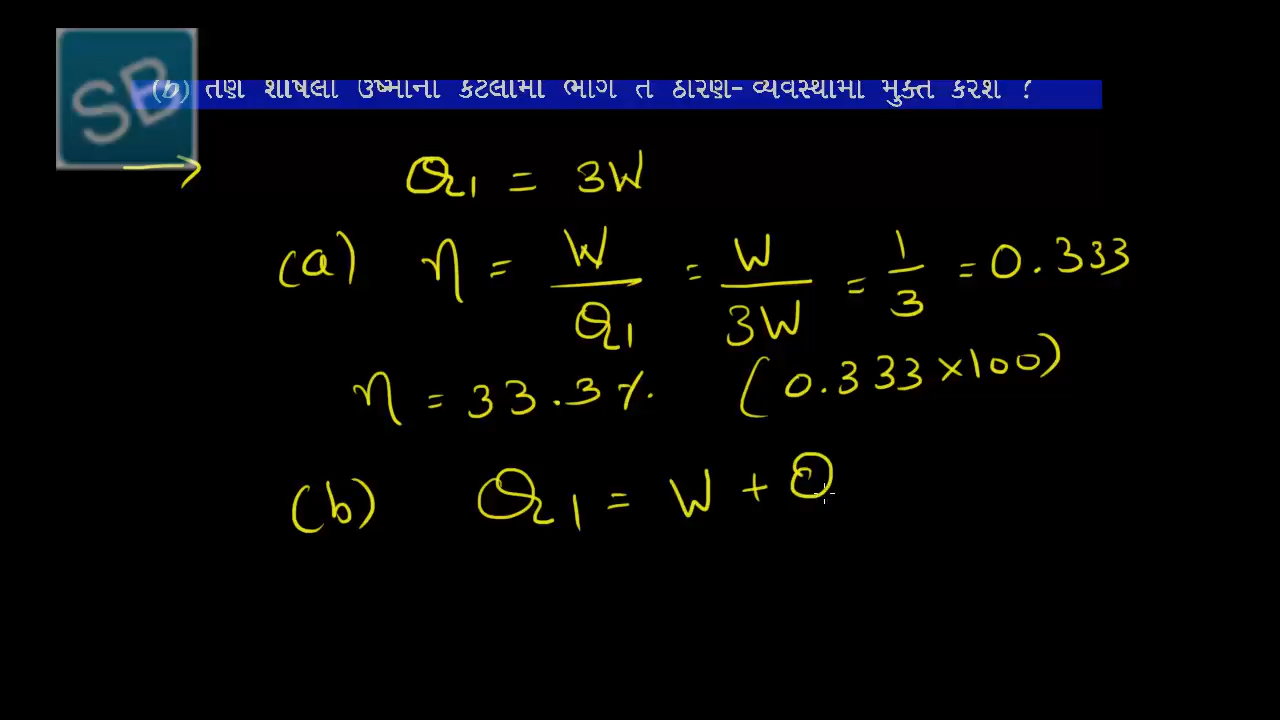 SB
(b) તેણે શોષેલી ઉષ્માનો કેટલામો ભાગ તે ઠારણ-વ્યવસ્થામાં મુક્ત કરશે ?
Q₁ = 3W
(a) η = W/Q₁ = W/3W = 1/3 = 0.333
η = 33.3% (0.333×100)
(b) Q₁ = W +